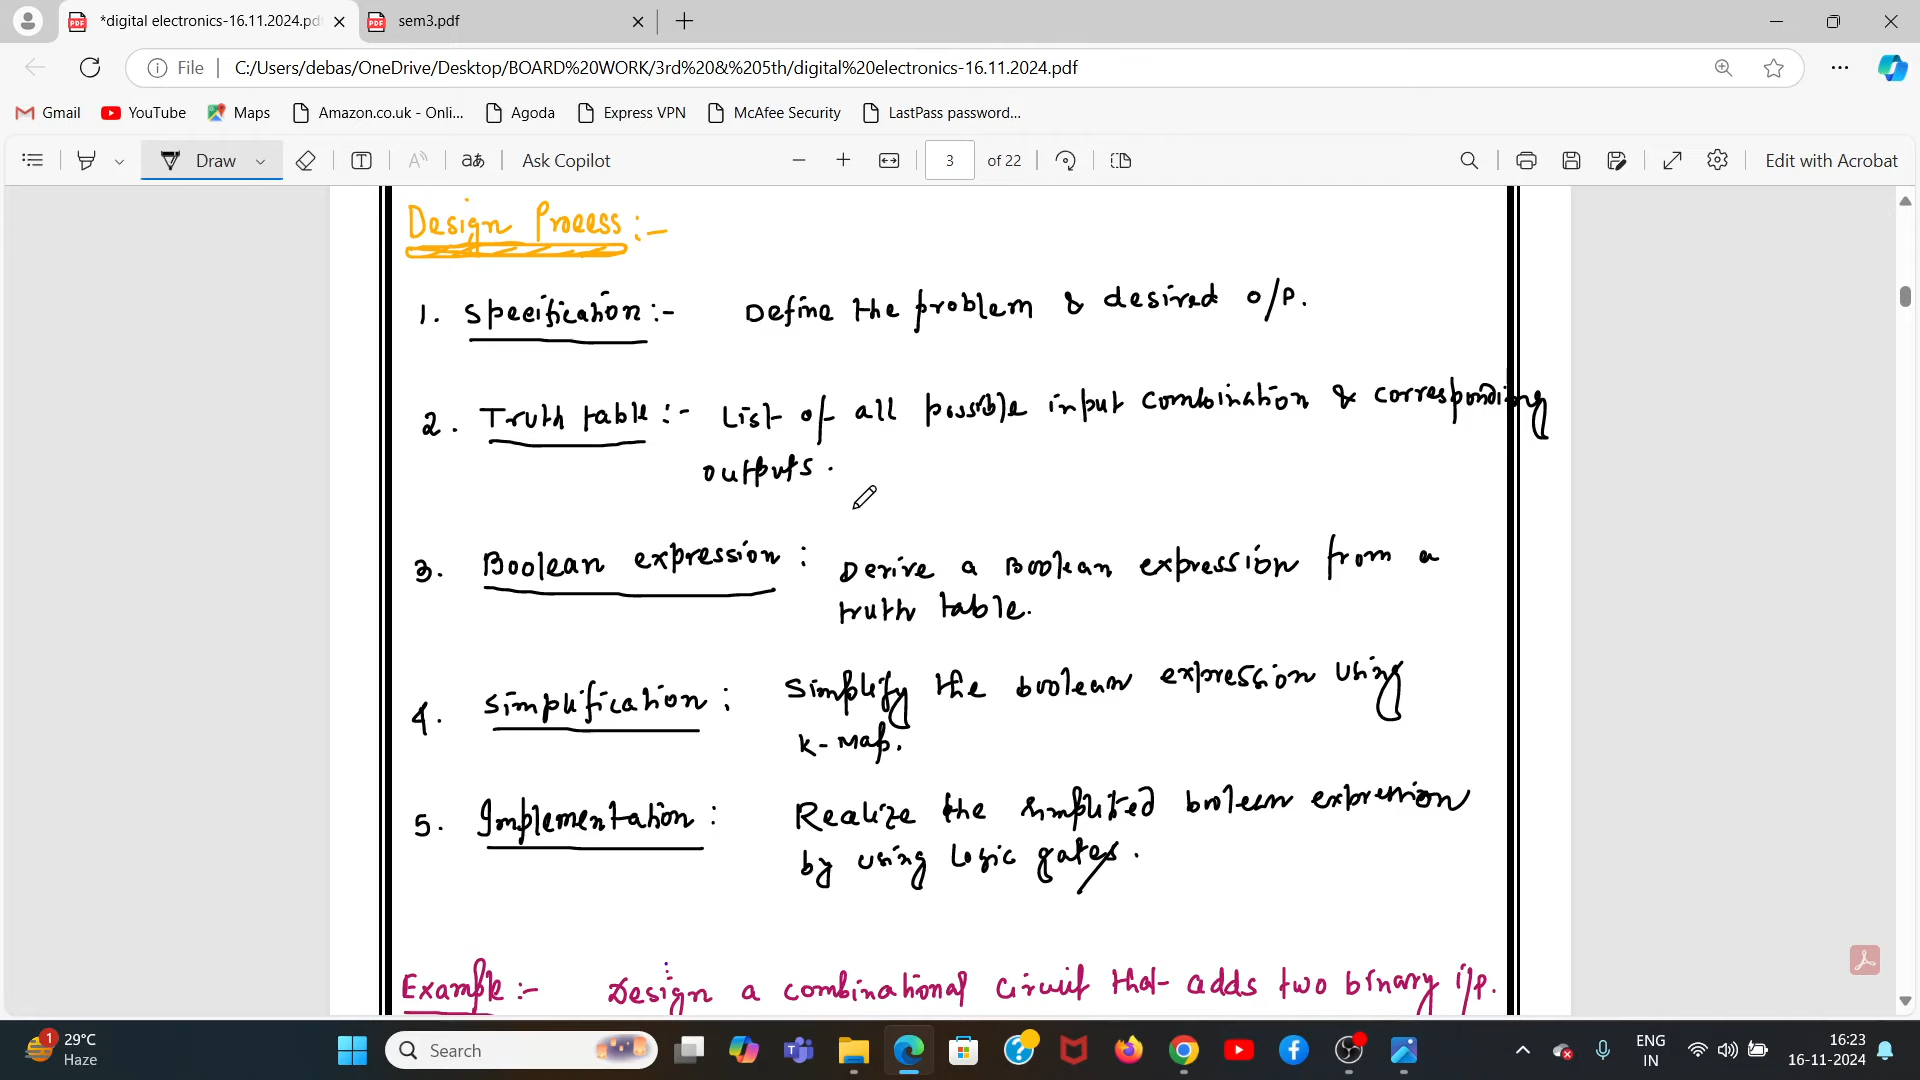 *digital electronics-16.11.2024.pdf
sem3.pdf
File
C:/Users/debas/OneDrive/Desktop/BOARD%20WORK/3rd%20&%205th/digital%20electronics-16.11.2024.pdf
Gmail
YouTube
Maps
Amazon.co.uk - Onli...
Agoda
Express VPN
McAfee Security
LastPass password...
Draw
aあ
Ask Copilot
3
of 22
Edit with Acrobat
Design Process:-
1. Specification:- Define the problem & desired o/p.
2. Truth table:- List of all possible input combination & corresponding
outputs.
3. Boolean expression: Derive a Boolean expression from a
truth table.
4. Simplification: Simplify the boolean expression using
K-Map.
5. Implementation: Realize the simplified boolean expression
by using logic gates.
Example:- Design a combinational circuit that adds two binary i/p.
1
29°C
Haze
Search
ENG
IN
16:23
16-11-2024